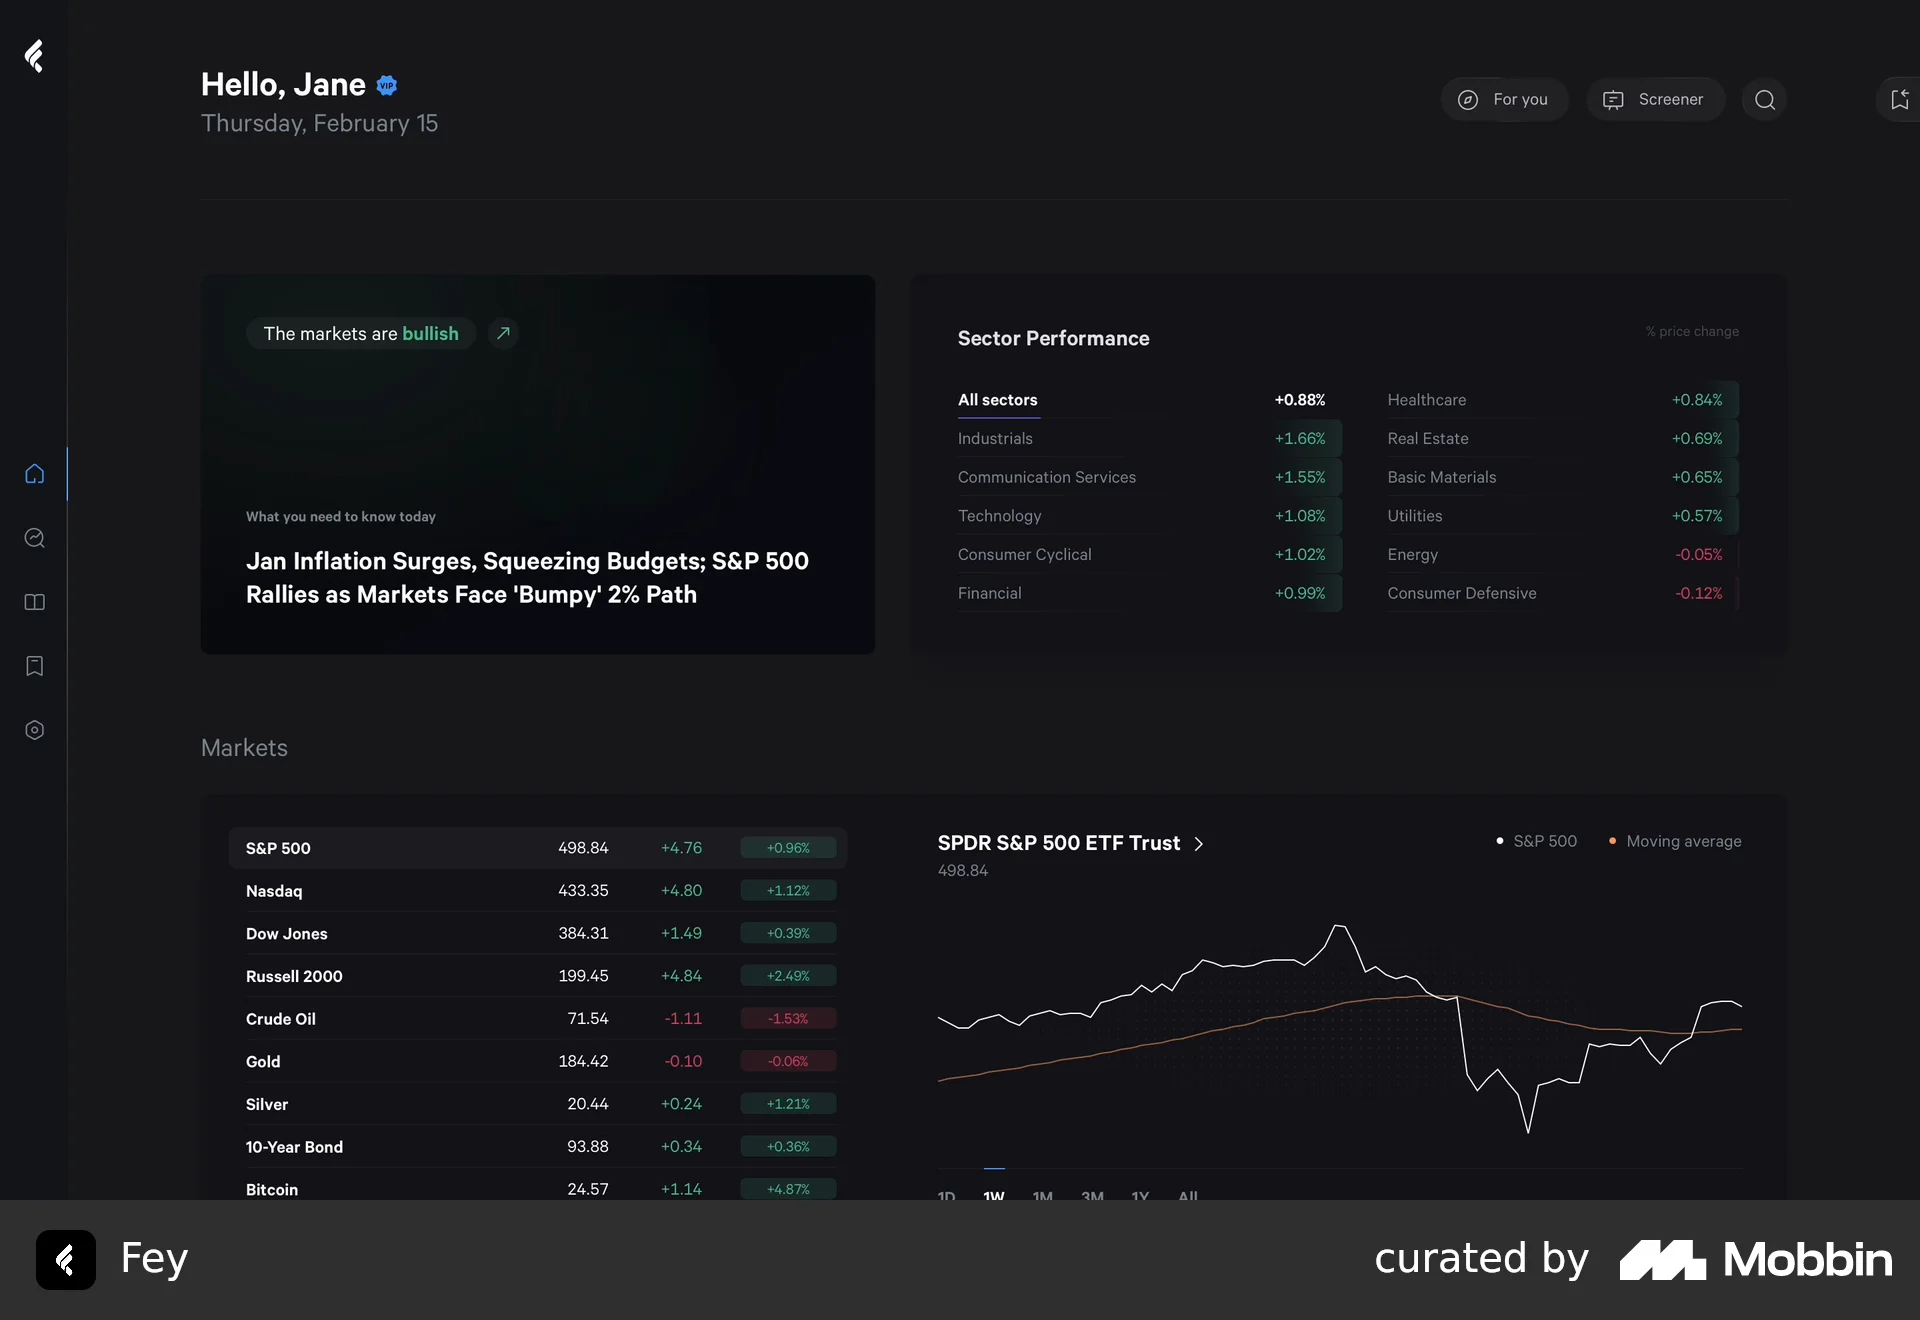 Hello, Jane VIP
Thursday, February 15
For you
Screener
The markets are bullish
What you need to know today
Jan Inflation Surges, Squeezing Budgets; S&P 500
Rallies as Markets Face 'Bumpy' 2% Path
Sector Performance
% price change
All sectors +0.88%
Industrials +1.66%
Communication Services +1.55%
Technology +1.08%
Consumer Cyclical +1.02%
Financial +0.99%
Healthcare +0.84%
Real Estate +0.69%
Basic Materials +0.65%
Utilities +0.57%
Energy -0.05%
Consumer Defensive -0.12%
Markets
S&P 500 498.84 +4.76 +0.96%
Nasdaq 433.35 +4.80 +1.12%
Dow Jones 384.31 +1.49 +0.39%
Russell 2000 199.45 +4.84 +2.49%
Crude Oil 71.54 -1.11 -1.53%
Gold 184.42 -0.10 -0.06%
Silver 20.44 +0.24 +1.21%
10-Year Bond 93.88 +0.34 +0.36%
Bitcoin 24.57 +1.14 +4.87%
SPDR S&P 500 ETF Trust
498.84
S&P 500
Moving average
1D 1W 1M 3M 1Y All
Fey
curated by Mobbin